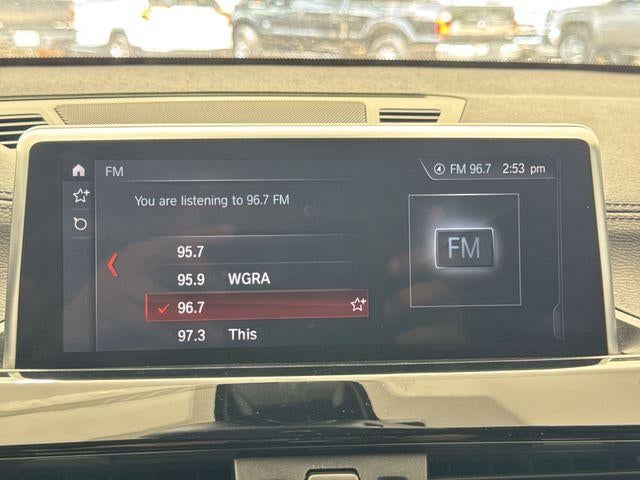 FM
FM 96.7 2:53 pm
You are listening to 96.7 FM
95.7
95.9 WGRA
96.7
97.3 This
FM